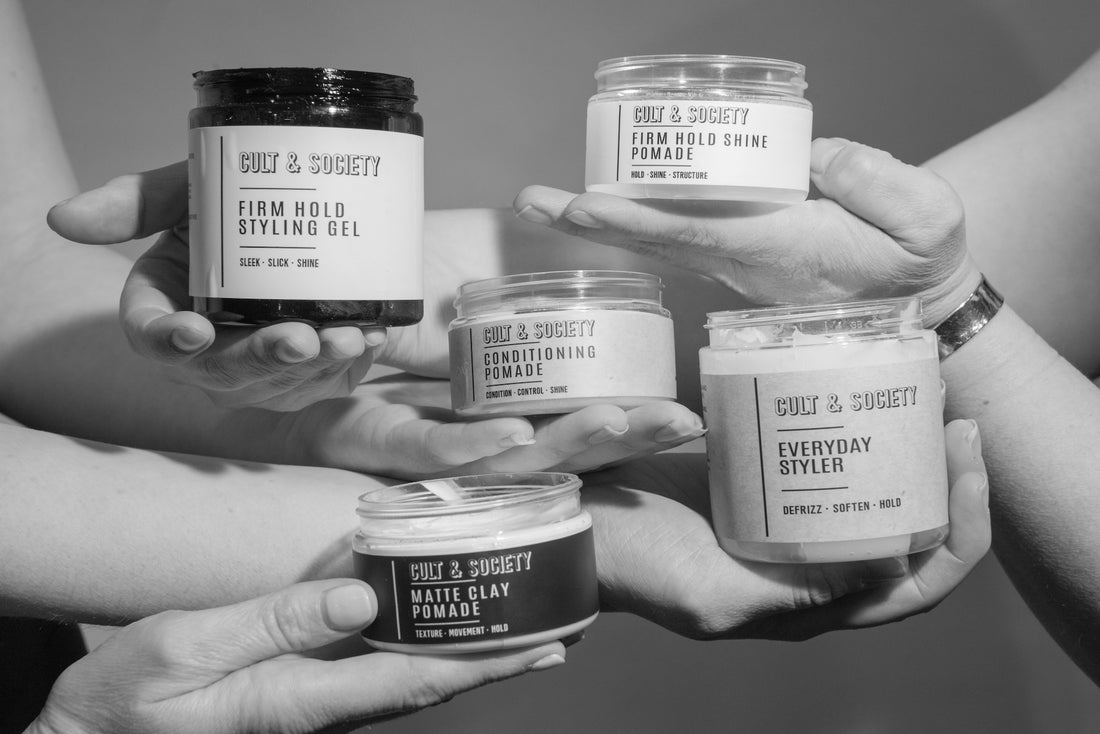 CULT & SOCIETY
FIRM HOLD
STYLING GEL
SLEEK · SLICK · SHINE
CULT & SOCIETY
FIRM HOLD SHINE
POMADE
HOLD · SHINE · STRUCTURE
CULT & SOCIETY
CONDITIONING
POMADE
CONDITION · CONTROL · SHINE
CULT & SOCIETY
EVERYDAY
STYLER
DEFRIZZ · SOFTEN · HOLD
CULT & SOCIETY
MATTE CLAY
POMADE
TEXTURE · MOVEMENT · HOLD